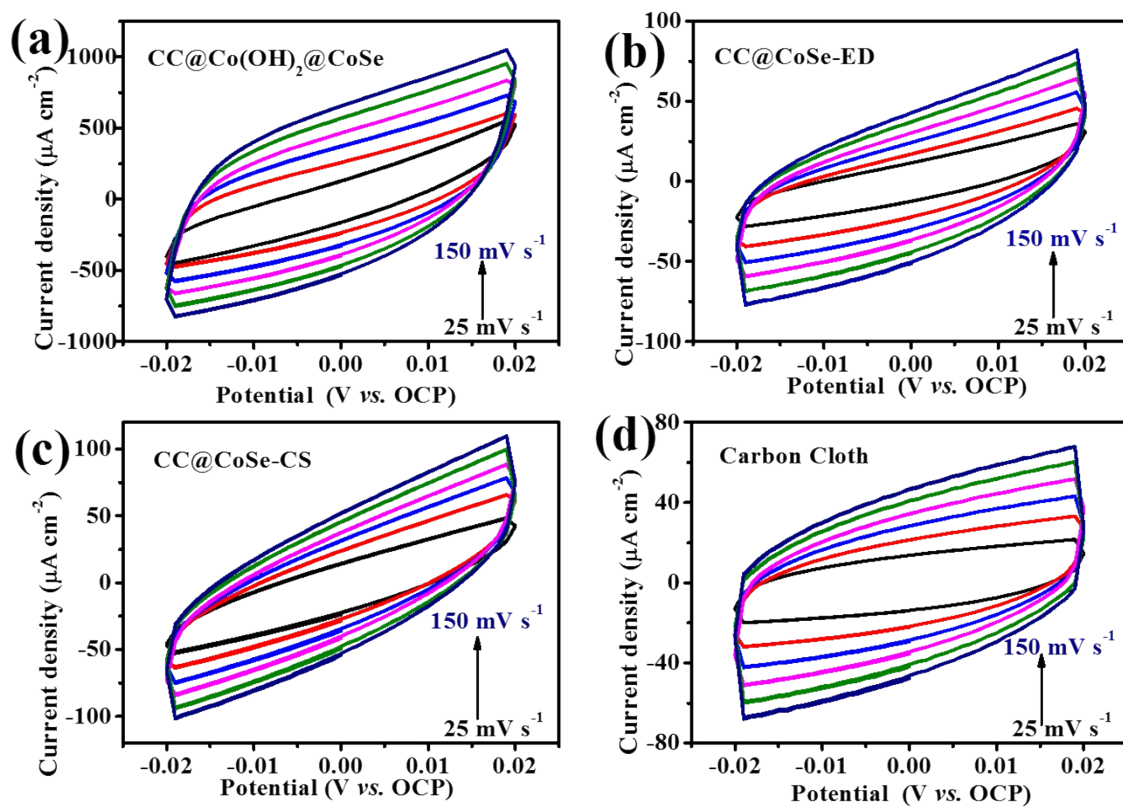 (a)
CC@Co(OH)₂@CoSe
Current density (μA cm⁻²)
1000
500
0
-500
-1000
150 mV s⁻¹
25 mV s⁻¹
-0.02 -0.01 0.00 0.01 0.02
Potential (V vs. OCP)
(b)
CC@CoSe-ED
Current density (μA cm⁻²)
100
50
0
-50
-100
150 mV s⁻¹
25 mV s⁻¹
-0.02 -0.01 0.00 0.01 0.02
Potential (V vs. OCP)
(c)
CC@CoSe-CS
Current density (μA cm⁻²)
100
50
0
-50
-100
150 mV s⁻¹
25 mV s⁻¹
-0.02 -0.01 0.00 0.01 0.02
Potential (V vs. OCP)
(d)
Carbon Cloth
Current density (μA cm⁻²)
80
40
0
-40
-80
150 mV s⁻¹
25 mV s⁻¹
-0.02 -0.01 0.00 0.01 0.02
Potential (V vs. OCP)